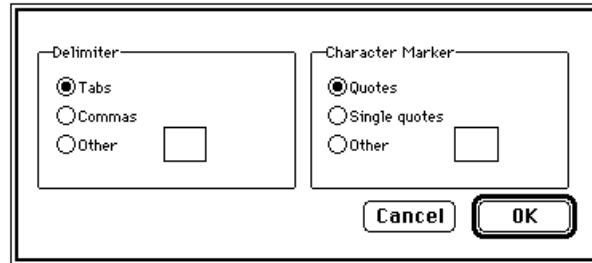 Delimiter
Tabs
Commas
Other
Character Marker
Quotes
Single quotes
Other
Cancel
OK